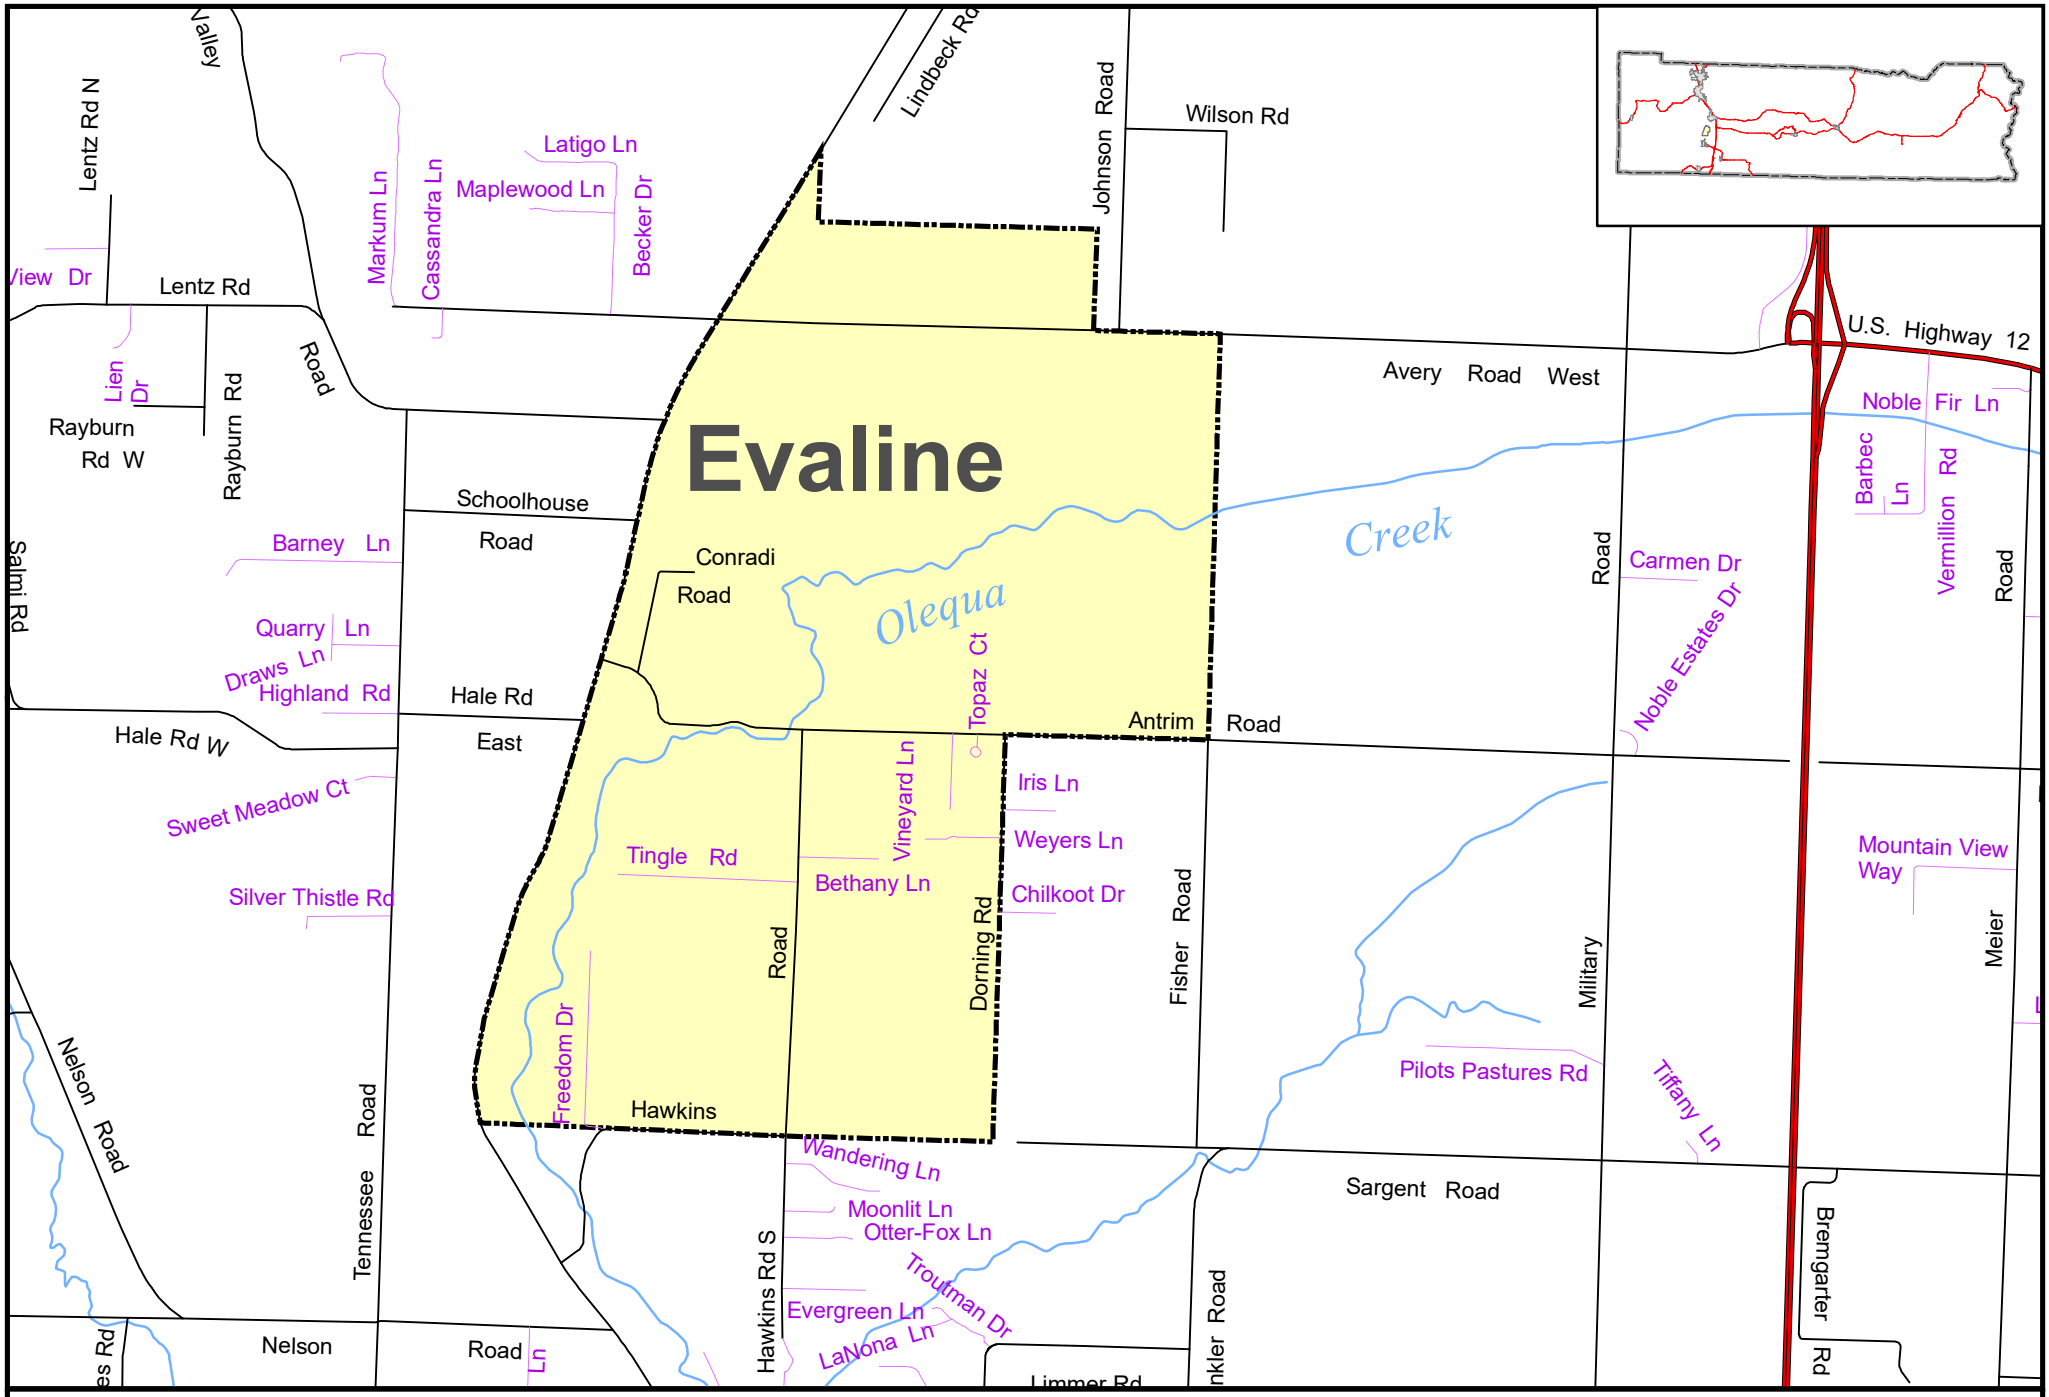 Valley
Lindbeck Rd
Lentz Rd N
Johnson Road
Wilson Rd
Latigo Ln
Maplewood Ln
Markum Ln
Cassandra Ln
Becker Dr
View Dr
Lentz Rd
U.S. Highway 12
Lien
Dr
Road
Rayburn Rd
Avery Road West
Rayburn
Rd W
Noble Fir Ln
Evaline
Barbec
Ln
Vermillion Rd
Schoolhouse
Road
Creek
Barney Ln
Conradi
Road
Salmi Rd
Road
Carmen Dr
Road
Olequa
Quarry Ln
Draws Ln
Highland Rd
Topaz Ct
Noble Estates Dr
Hale Rd
East
Hale Rd W
Antrim Road
Vineyard Ln
Iris Ln
Sweet Meadow Ct
Weyers Ln
Tingle Rd
Bethany Ln
Mountain View
Way
Silver Thistle Rd
Chilkoot Dr
Road
Dorning Rd
Fisher Road
Military
Meier
Freedom Dr
Nelson Road
Hawkins
Pilots Pastures Rd
Tiffany Ln
Tennessee Road
Wandering Ln
Sargent Road
Moonlit Ln
Otter-Fox Ln
Hawkins Rd S
Troutman Dr
Bremgarter Rd
Evergreen Ln
LaNona Ln
nkler Road
Nelson Road
Ln
es Rd
Limmer Rd